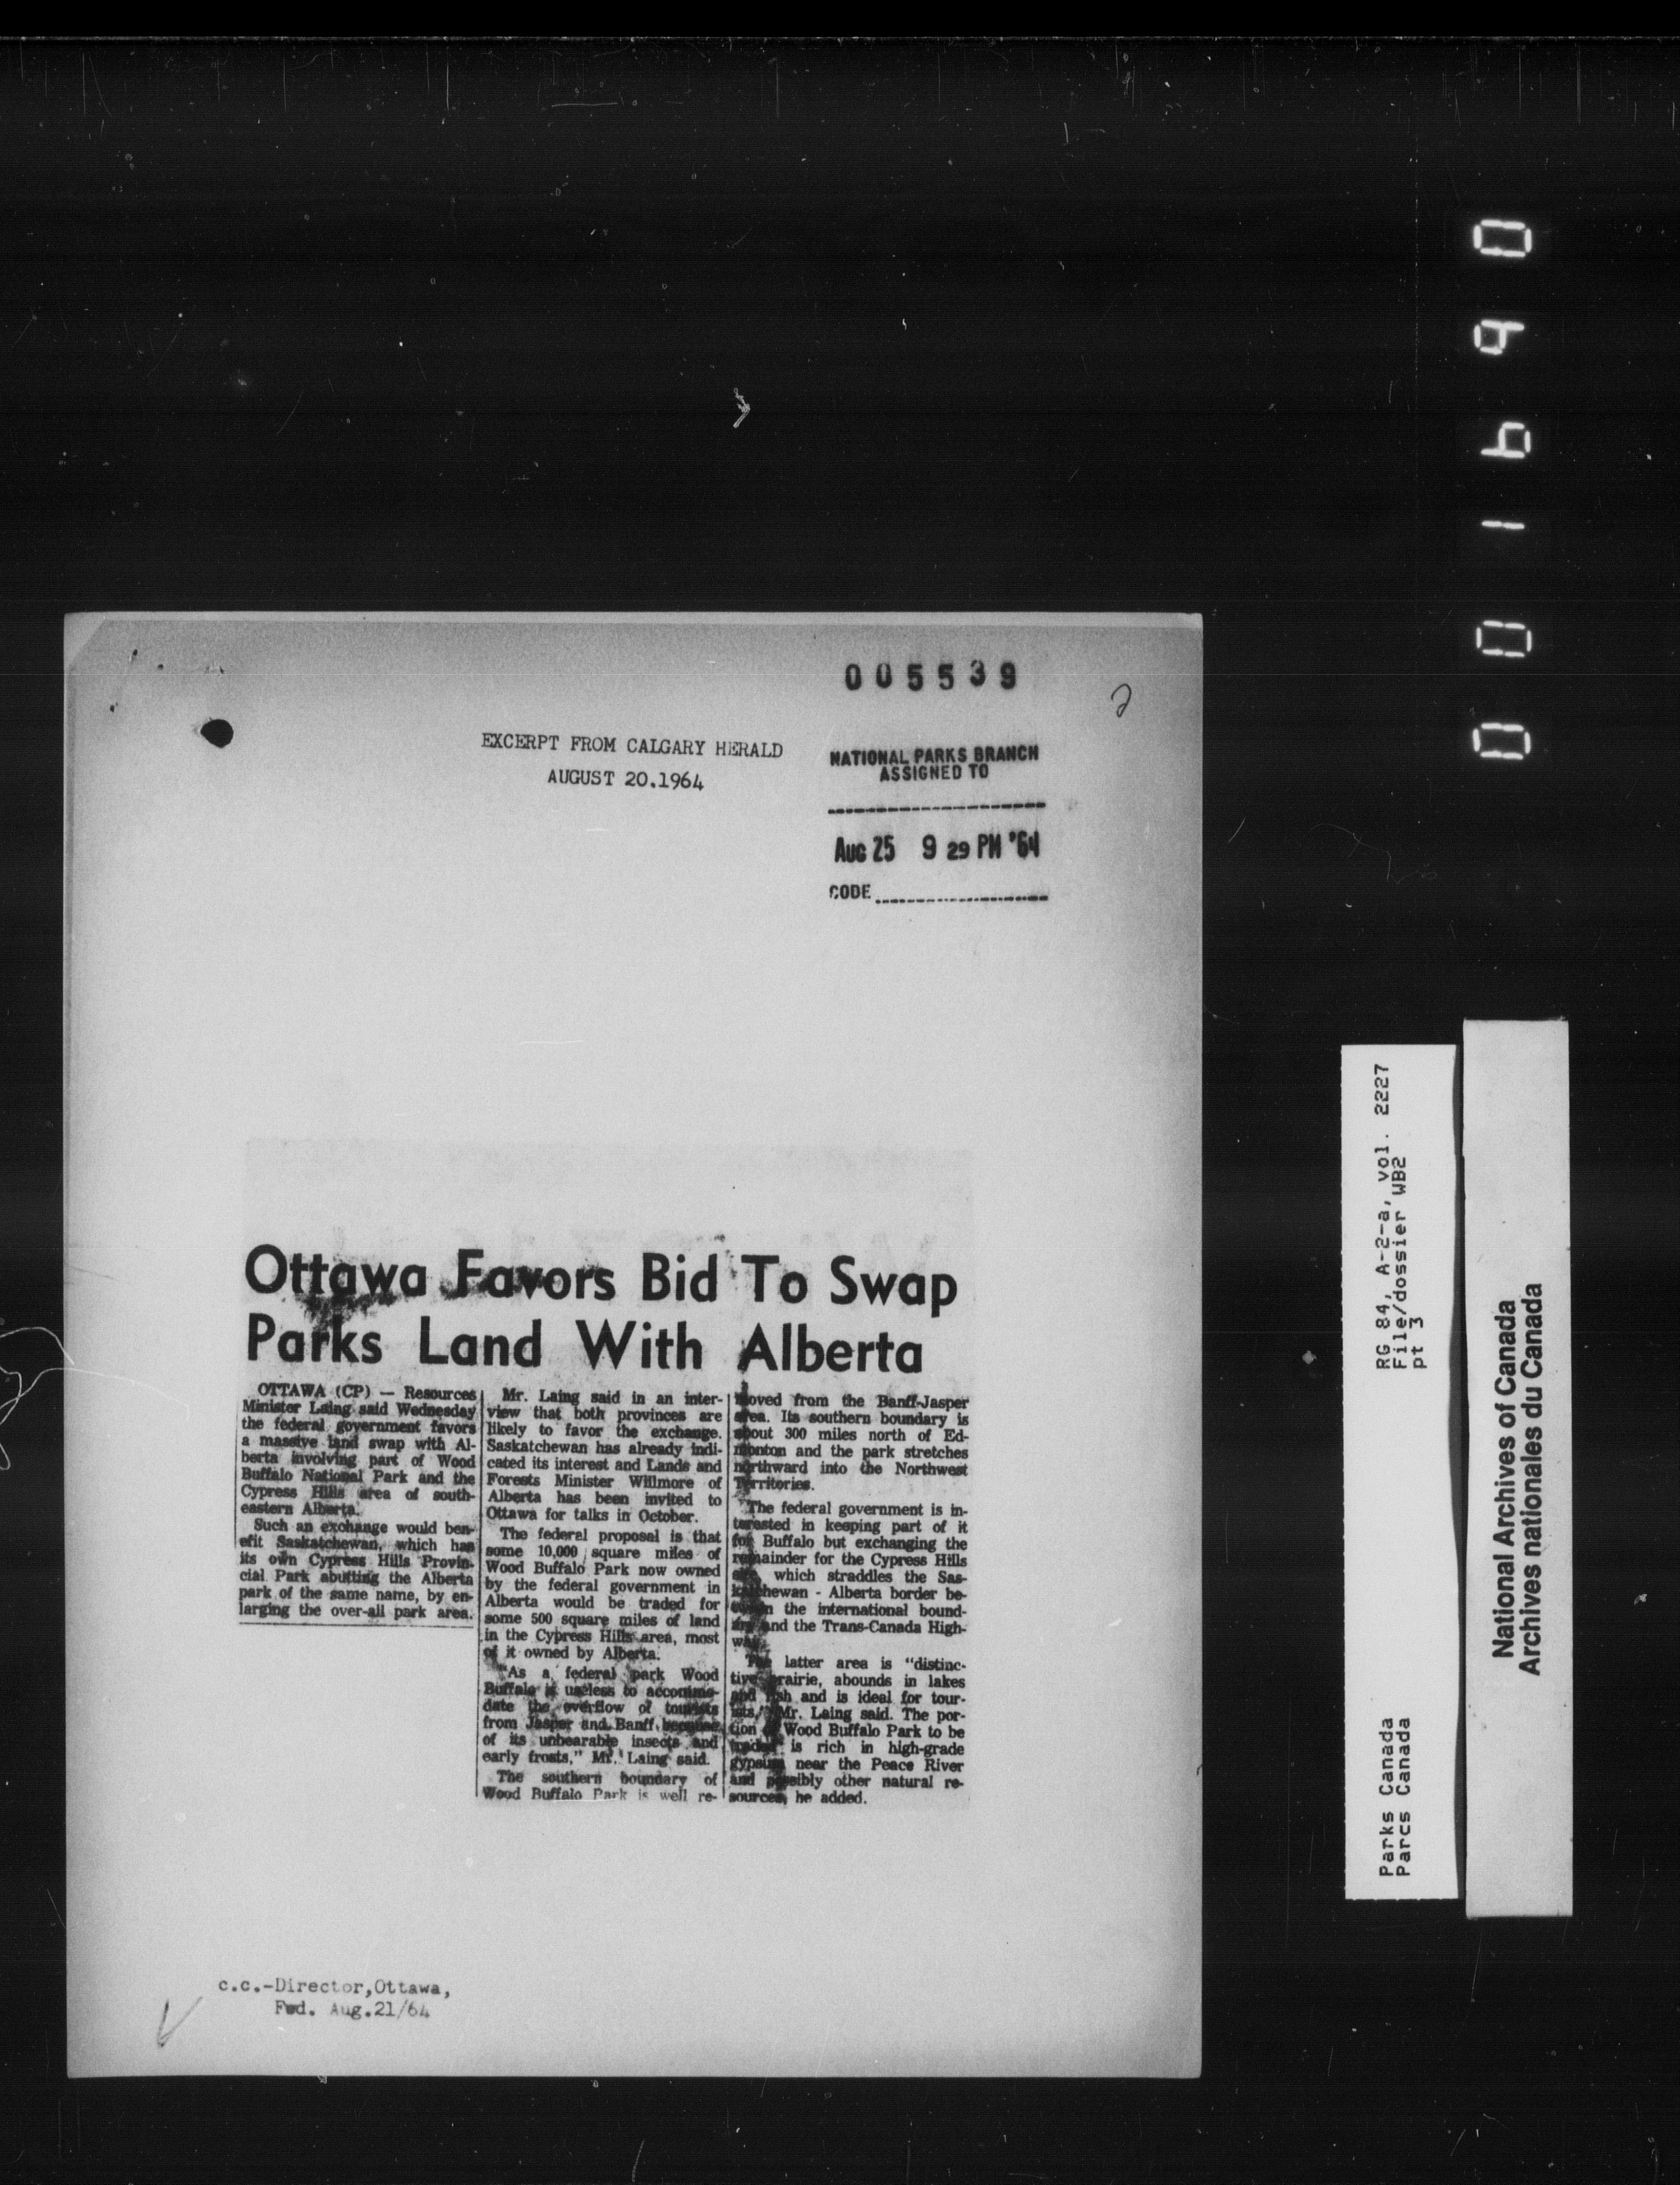 005539
2
EXCERPT FROM CALGARY HERALD
AUGUST 20.1964
NATIONAL PARKS BRANCH
ASSIGNED TO
Aug 25 9 29 PM '64
CODE
Ottawa Favors Bid To Swap
Parks Land With Alberta
OTTAWA (CP) — Resources
Minister Laing said Wednesday
the federal government favors
a massive land swap with Al-
berta involving part of Wood
Buffalo National Park and the
Cypress Hills area of south-
eastern Alberta.
Such an exchange would ben-
efit Saskatchewan, which has
its own Cypress Hills Provin-
cial Park abutting the Alberta
park of the same name, by en-
larging the over-all park area.
Mr. Laing said in an inter-
view that both provinces are
likely to favor the exchange.
Saskatchewan has already indi-
cated its interest and Lands and
Forests Minister Willmore of
Alberta has been invited to
Ottawa for talks in October.
The federal proposal is that
some 10,000 square miles of
Wood Buffalo Park now owned
by the federal government in
Alberta would be traded for
some 500 square miles of land
in the Cypress Hills area, most
of it owned by Alberta.
"As a federal park Wood
Buffalo is useless to accommo-
date the overflow of tourists
from Jasper and Banff because
of its unbearable insects and
early frosts," Mr. Laing said.
The southern boundary of
Wood Buffalo Park is well re-
moved from the Banff-Jasper
area. Its southern boundary is
about 300 miles north of Ed-
monton and the park stretches
northward into the Northwest
Territories.
The federal government is in-
terested in keeping part of it
for Buffalo but exchanging the
remainder for the Cypress Hills
which straddles the Sas-
katchewan - Alberta border be-
tween the international bound-
ary and the Trans-Canada High-
way.
The latter area is "distinc-
tive prairie, abounds in lakes
and fish and is ideal for tour-
ists," Mr. Laing said. The por-
tion of Wood Buffalo Park to be
traded is rich in high-grade
gypsum near the Peace River
and possibly other natural re-
sources, he added.
c.c.-Director,Ottawa,
Fwd. Aug.21/64
001690
RG 84, A-2-a, vol. 2227
File/dossier WB2
pt 3
Parks Canada
Parcs Canada
National Archives of Canada
Archives nationales du Canada